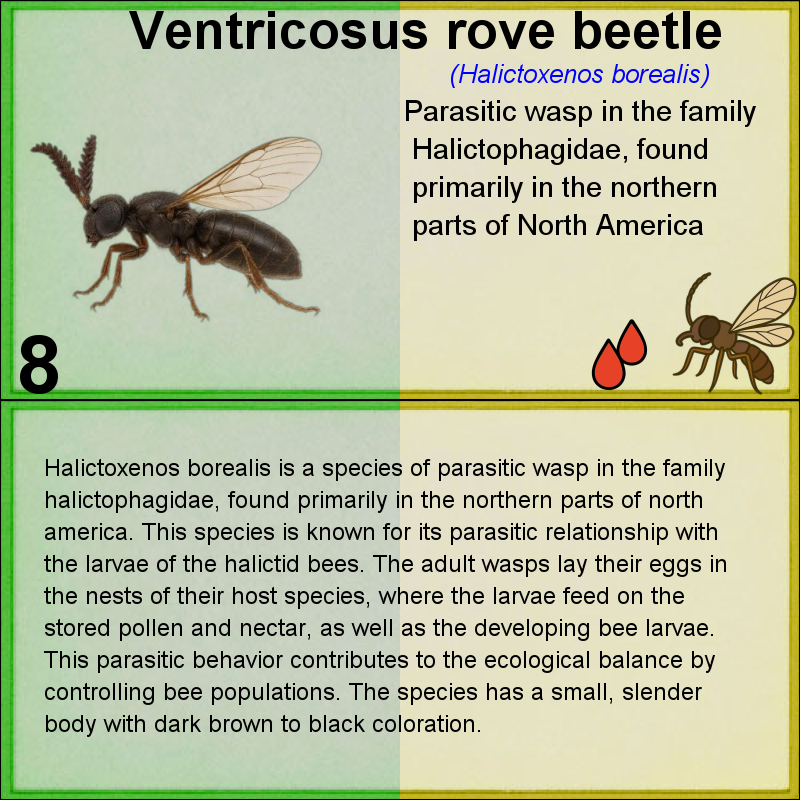 Ventricosus rove beetle
(Halictoxenos borealis)
Parasitic wasp in the family
Halictophagidae, found
primarily in the northern
parts of North America
8
Halictoxenos borealis is a species of parasitic wasp in the family
halictophagidae, found primarily in the northern parts of north
america. This species is known for its parasitic relationship with
the larvae of the halictid bees. The adult wasps lay their eggs in
the nests of their host species, where the larvae feed on the
stored pollen and nectar, as well as the developing bee larvae.
This parasitic behavior contributes to the ecological balance by
controlling bee populations. The species has a small, slender
body with dark brown to black coloration.